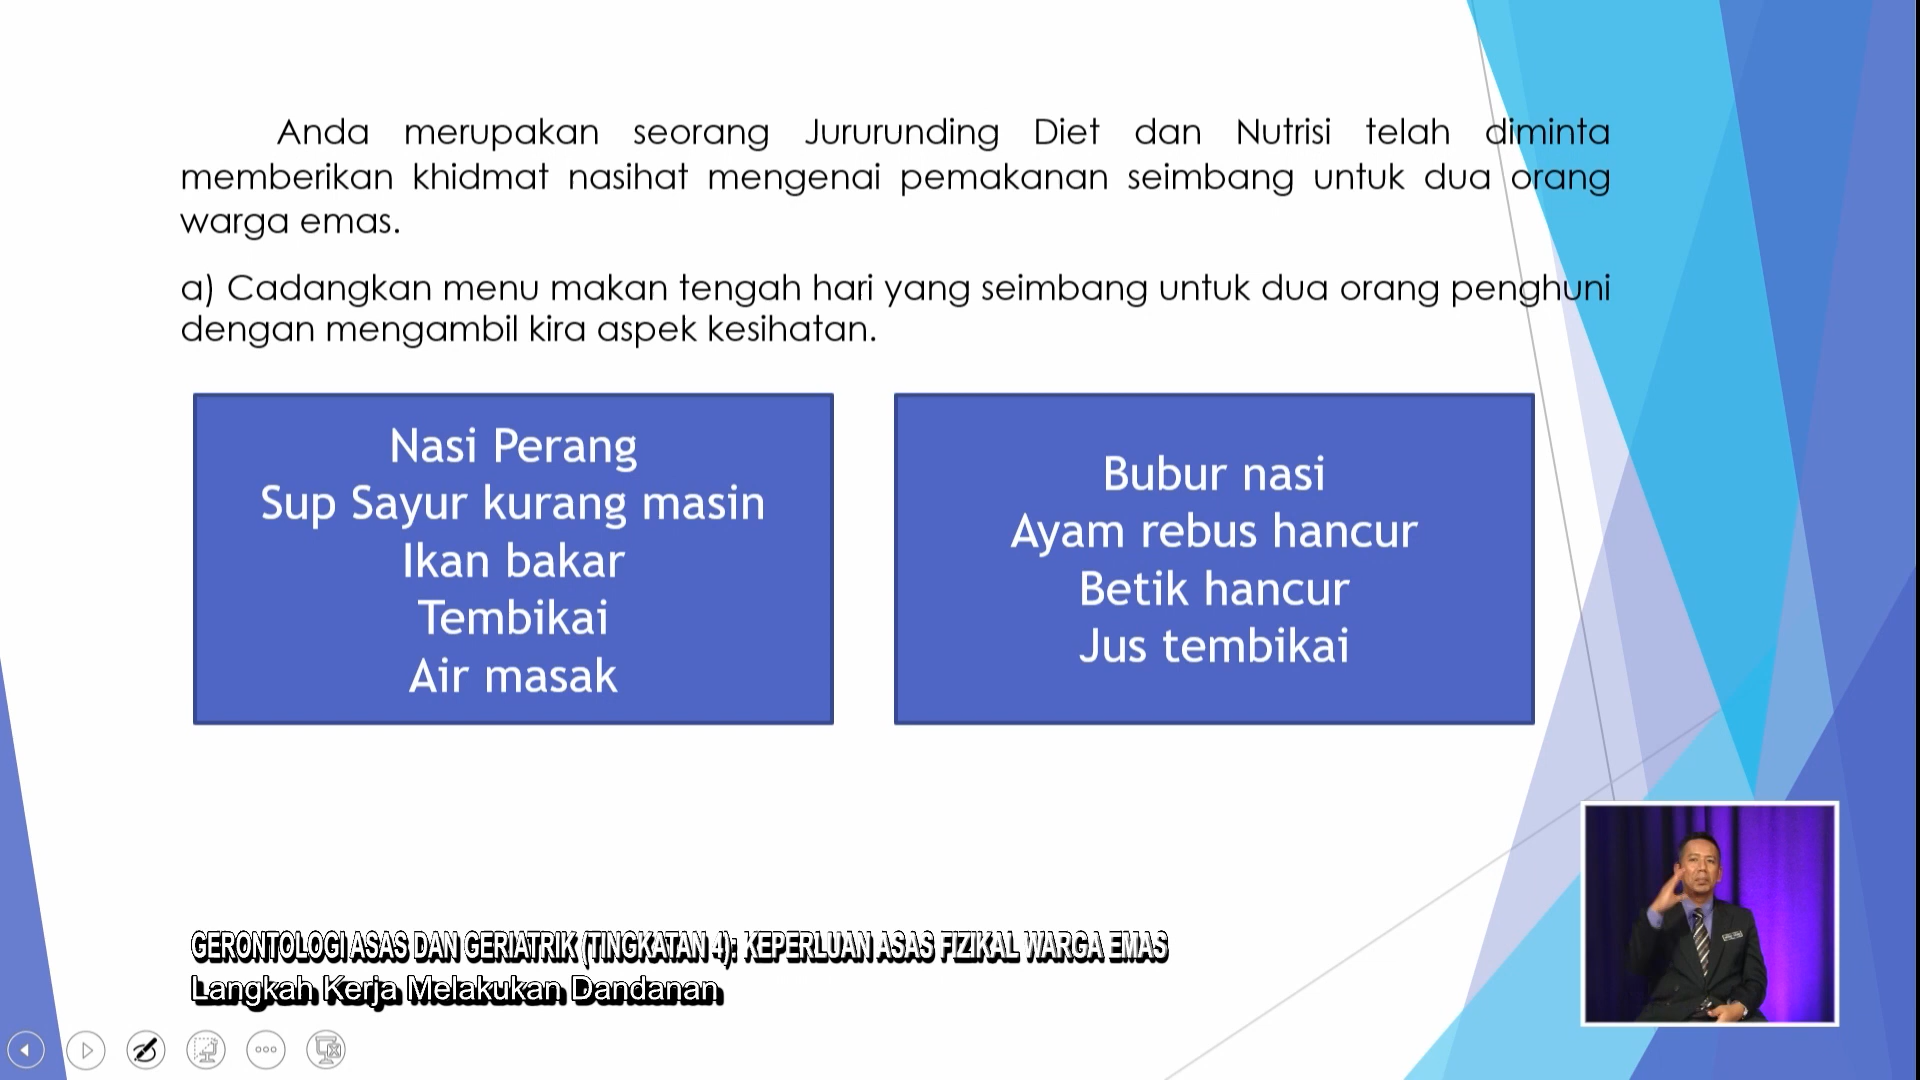 Anda merupakan seorang Jururunding Diet dan Nutrisi telah diminta
memberikan khidmat nasihat mengenai pemakanan seimbang untuk dua orang
warga emas.
a) Cadangkan menu makan tengah hari yang seimbang untuk dua orang penghuni
dengan mengambil kira aspek kesihatan.
Nasi Perang
Sup Sayur kurang masin
Ikan bakar
Tembikai
Air masak
Bubur nasi
Ayam rebus hancur
Betik hancur
Jus tembikai
GERONTOLOGI ASAS DAN GERIATRIK (TINGKATAN 4): KEPERLUAN ASAS FIZIKAL WARGA EMAS
Langkah Kerja Melakukan Dandanan